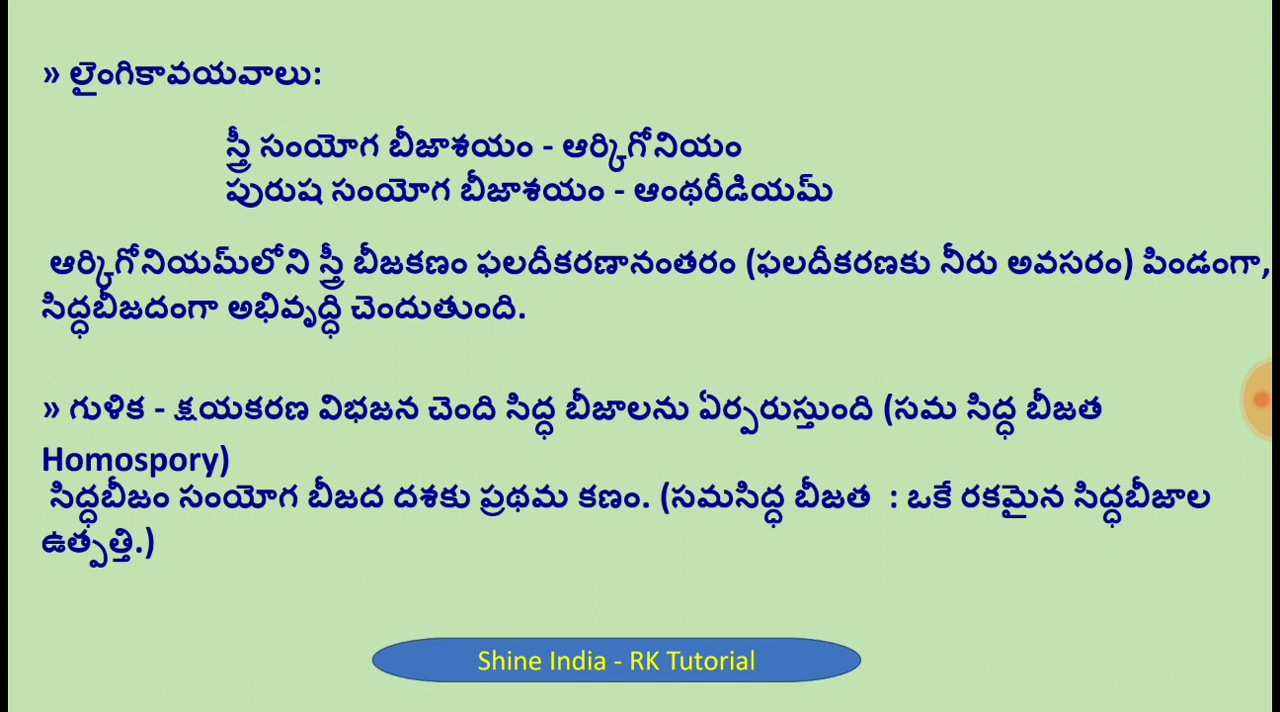 » లైంగికావయవాలు:
స్త్రీ సంయోగ బీజాశయం - ఆర్కిగోనియం
పురుష సంయోగ బీజాశయం - ఆంథరీడియమ్
ఆర్కిగోనియమ్‌లోని స్త్రీ బీజకణం ఫలదీకరణానంతరం (ఫలదీకరణకు నీరు అవసరం) పిండంగా,
సిద్ధబీజదంగా అభివృద్ధి చెందుతుంది.
» గుళిక - క్షయకరణ విభజన చెంది సిద్ధ బీజాలను ఏర్పరుస్తుంది (సమ సిద్ధ బీజత
Homospory)
సిద్ధబీజం సంయోగ బీజద దశకు ప్రథమ కణం. (సమసిద్ధ బీజత : ఒకే రకమైన సిద్ధబీజాల
ఉత్పత్తి.)
Shine India - RK Tutorial